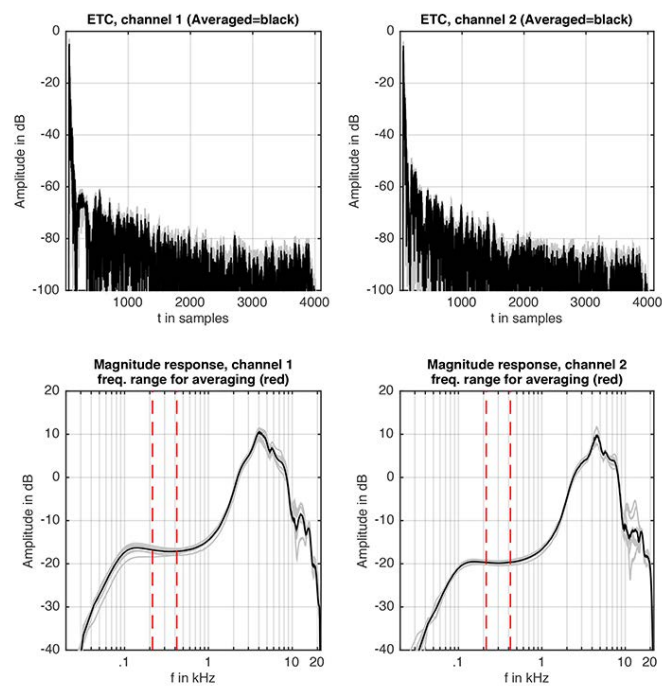 ETC, channel 1 (Averaged=black)
0
-20
-40
-60
-80
-100
Amplitude in dB
1000 2000 3000 4000
t in samples
ETC, channel 2 (Averaged=black)
0
-20
-40
-60
-80
-100
Amplitude in dB
1000 2000 3000 4000
t in samples
Magnitude response, channel 1
freq. range for averaging (red)
20
10
0
-10
-20
-30
-40
Amplitude in dB
.1 1 10 20
f in kHz
Magnitude response, channel 2
freq. range for averaging (red)
20
10
0
-10
-20
-30
-40
Amplitude in dB
.1 1 10 20
f in kHz